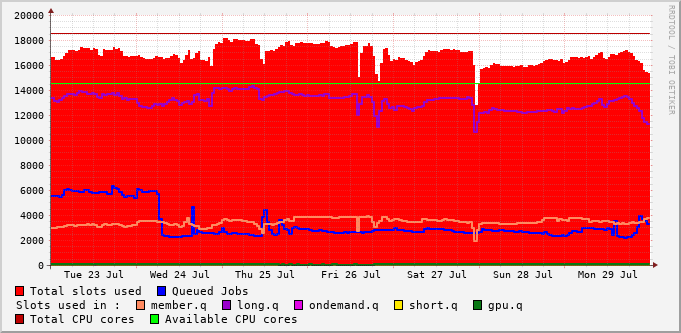 20000
18000
16000
14000
12000
10000
8000
6000
4000
2000
0
Tue 23 Jul Wed 24 Jul Thu 25 Jul Fri 26 Jul Sat 27 Jul Sun 28 Jul Mon 29 Jul
Total slots used Queued Jobs
Slots used in : member.q long.q ondemand.q short.q gpu.q
Total CPU cores Available CPU cores
RRDTOOL / TOBI OETIKER